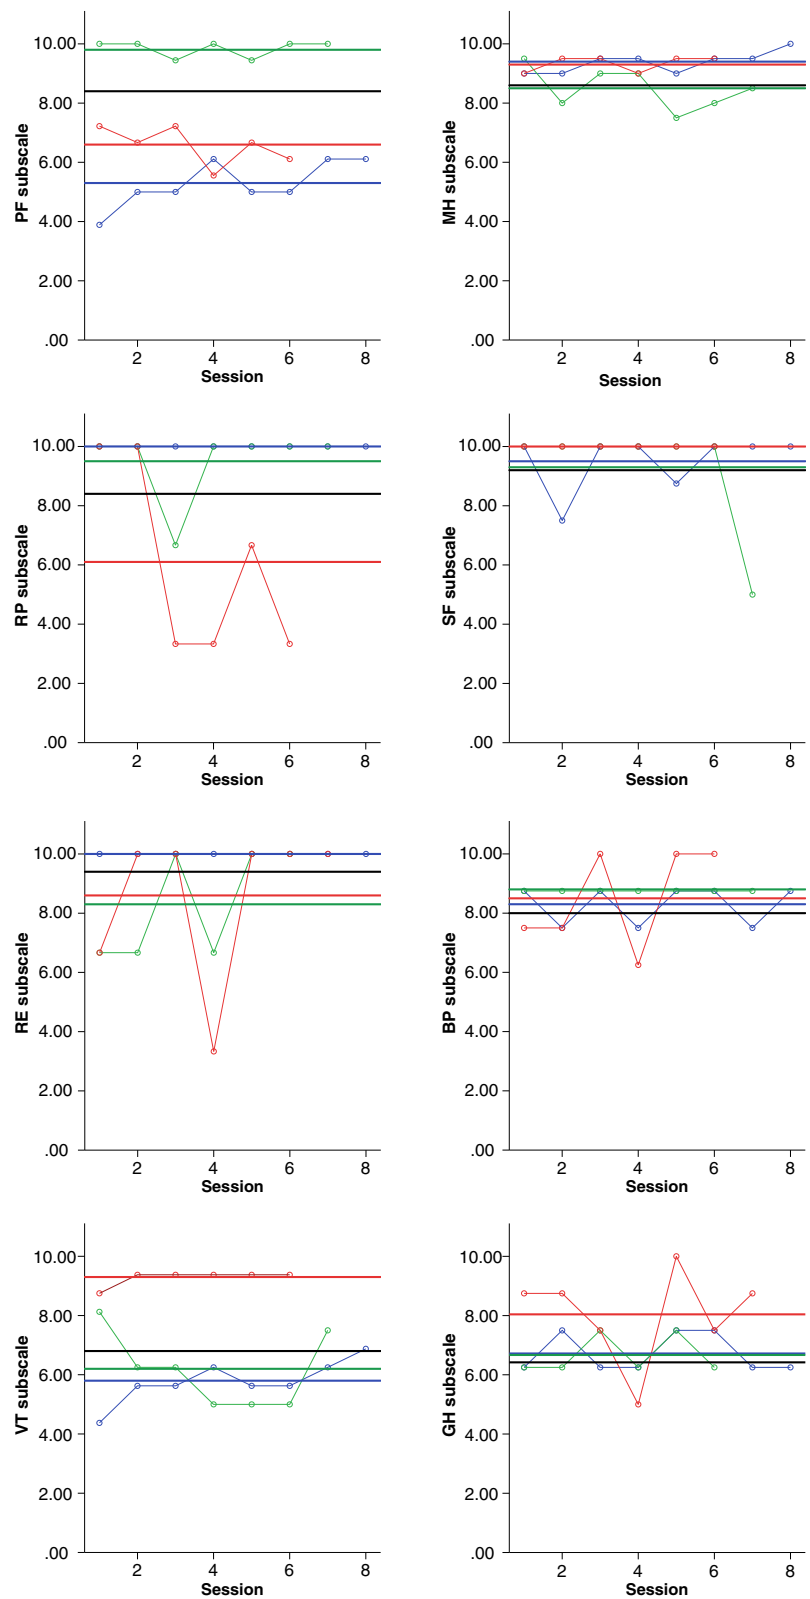 PF subscale
10.00
8.00
6.00
4.00
2.00
.00
2 4 6 8
Session
MH subscale
10.00
8.00
6.00
4.00
2.00
.00
2 4 6 8
Session
RP subscale
10.00
8.00
6.00
4.00
2.00
.00
2 4 6 8
Session
SF subscale
10.00
8.00
6.00
4.00
2.00
.00
2 4 6 8
Session
RE subscale
10.00
8.00
6.00
4.00
2.00
.00
2 4 6 8
Session
BP subscale
10.00
8.00
6.00
4.00
2.00
.00
2 4 6 8
Session
VT subscale
10.00
8.00
6.00
4.00
2.00
.00
2 4 6 8
Session
GH subscale
10.00
8.00
6.00
4.00
2.00
.00
2 4 6 8
Session